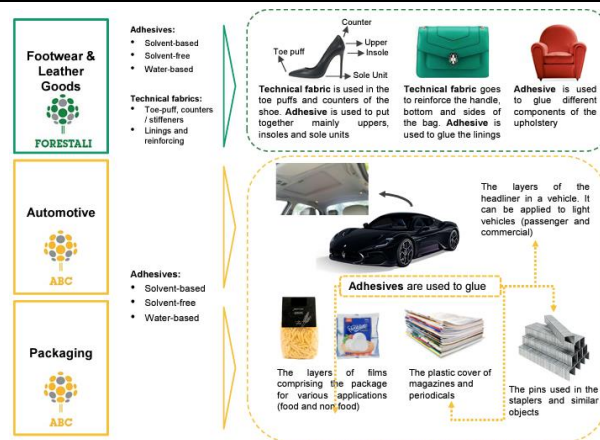 Footwear &
Leather
Goods
FORESTALI
Adhesives:
• Solvent-based
• Solvent-free
• Water-based
Technical fabrics:
• Toe-puff, counters
/ stiffeners
• Linings and
reinforcing
Counter
Toe puff
Upper
Insole
Sole Unit
Technical fabric is used in the
toe puffs and counters of the
shoe. Adhesive is used to put
together mainly uppers,
insoles and sole units
Technical fabric goes
to reinforce the handle,
bottom and sides of
the bag. Adhesive is
used to glue the linings
Adhesive is used
to glue different
components of the
upholstery
Automotive
ABC
Packaging
ABC
Adhesives:
• Solvent-based
• Solvent-free
• Water-based
The layers of the
headliner in a vehicle. It
can be applied to light
vehicles (passenger and
commercial)
Adhesives are used to glue
The layers of films
comprising the package
for various applications
(food and non food)
The plastic cover of
magazines and
periodicals
The pins used in the
staplers and similar
objects